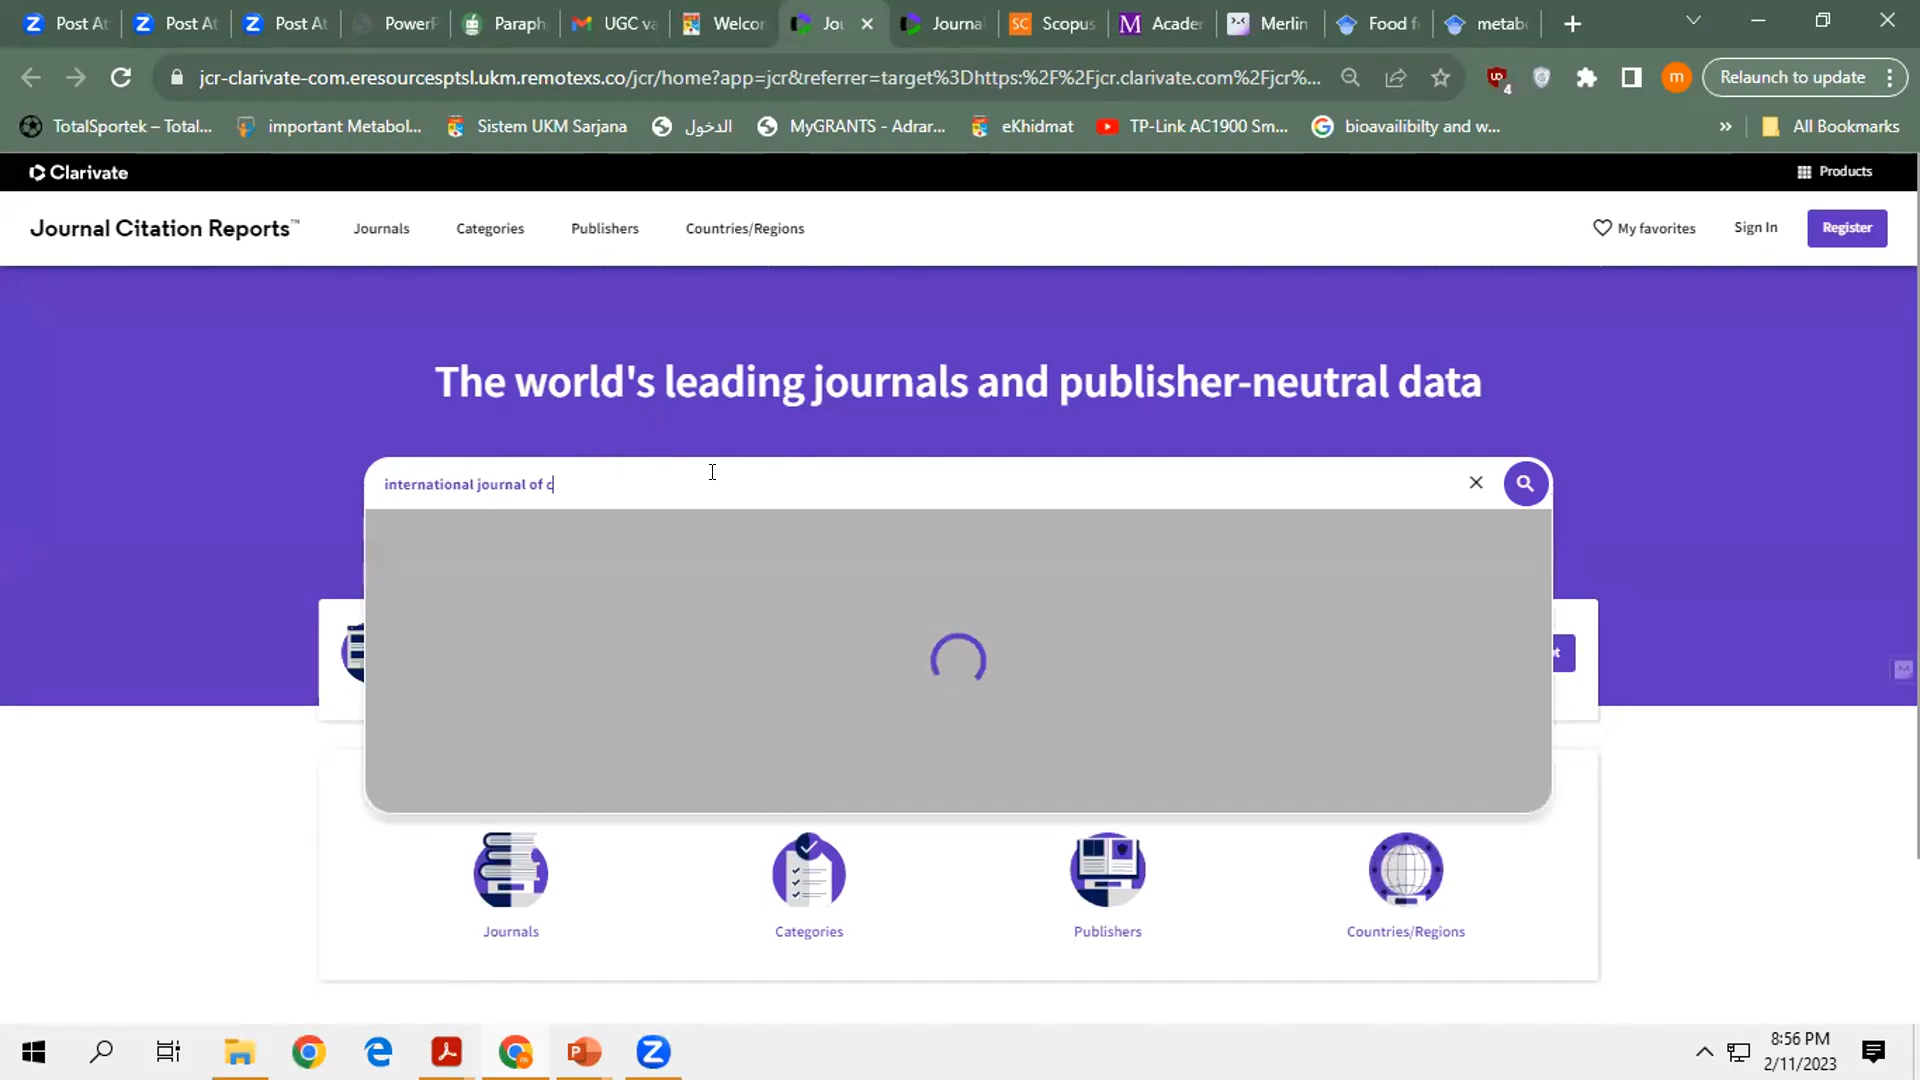 Post At
Post At
Post At
PowerP
Paraph
UGC va
Welcor
Jou
Journal
Scopus
Acader
Merlin
Food f
metabo
jcr-clarivate-com.eresourcesptsl.ukm.remotexs.co/jcr/home?app=jcr&referrer=target%3Dhttps:%2F%2Fjcr.clarivate.com%2Fjcr%...
4
m
Relaunch to update
TotalSportek – Total...
important Metabol...
Sistem UKM Sarjana
الدخول
MyGRANTS - Adrar...
eKhidmat
TP-Link AC1900 Sm...
bioavailibilty and w...
»
All Bookmarks
Clarivate
Products
Journal Citation Reports™
Journals
Categories
Publishers
Countries/Regions
My favorites
Sign In
Register
The world's leading journals and publisher-neutral data
international journal of c
Journals
Categories
Publishers
Countries/Regions
8:56 PM
2/11/2023